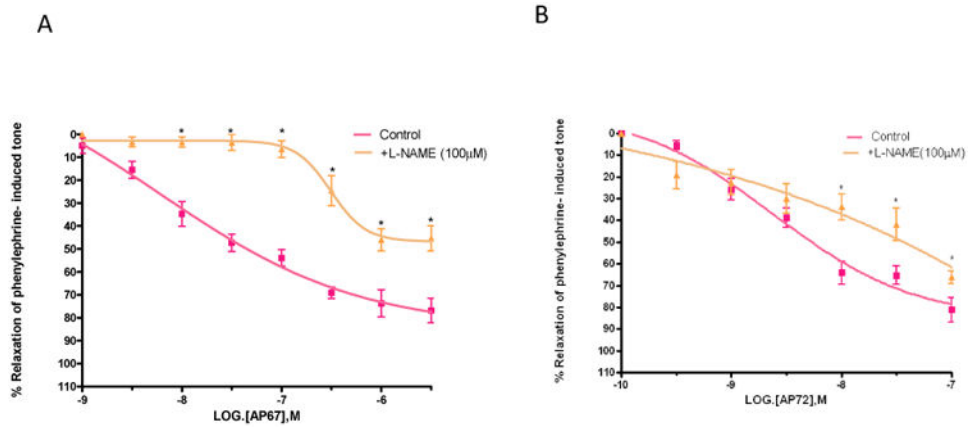 A
% Relaxation of phenylephrine- induced tone
0
10
20
30
40
50
60
70
80
90
100
110
* * * * * *
Control
+L-NAME (100μM)
-9 -8 -7 -6
LOG.[AP67],M
B
% Relaxation of phenylephrine- induced tone
0
10
20
30
40
50
60
70
80
90
100
110
* * *
Control
+L-NAME(100μM)
-10 -9 -8 -7
LOG.[AP72],M